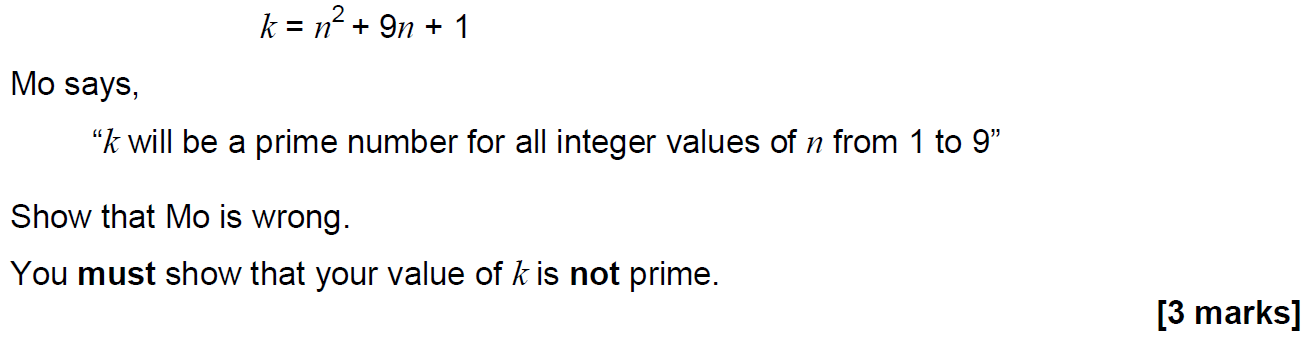 k = n² + 9n + 1
Mo says,
“k will be a prime number for all integer values of n from 1 to 9”
Show that Mo is wrong.
You must show that your value of k is not prime.
[3 marks]